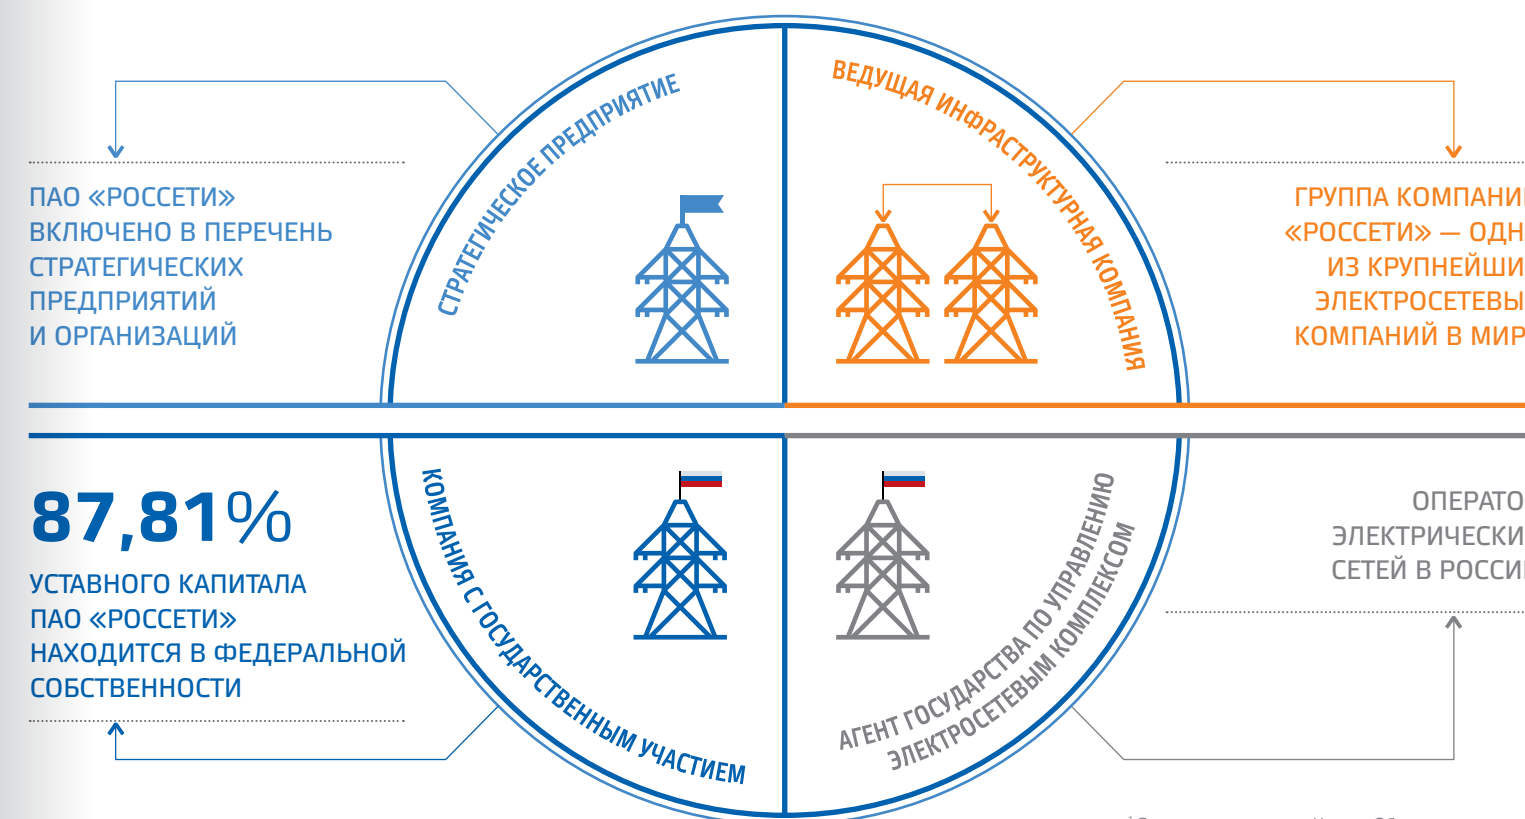 СТРАТЕГИЧЕСКОЕ ПРЕДПРИЯТИЕ
ПАО «РОССЕТИ»
ВКЛЮЧЕНО В ПЕРЕЧЕНЬ
СТРАТЕГИЧЕСКИХ
ПРЕДПРИЯТИЙ
И ОРГАНИЗАЦИЙ
ВЕДУЩАЯ ИНФРАСТРУКТУРНАЯ КОМПАНИЯ
ГРУППА
«РОССЕТИ» —
ИЗ
КОМПАНИЙ В
87,81%
УСТАВНОГО КАПИТАЛА
ПАО «РОССЕТИ»
НАХОДИТСЯ В ФЕДЕРАЛЬНОЙ
СОБСТВЕННОСТИ
КОМПАНИЯ С ГОСУДАРСТВЕННЫМ УЧАСТИЕМ
АГЕНТ ГОСУДАРСТВА ПО УПРАВЛЕНИЮ
ЭЛЕКТРОСЕТЕВЫМ КОМПЛЕКСОМ
СЕТЕЙ В